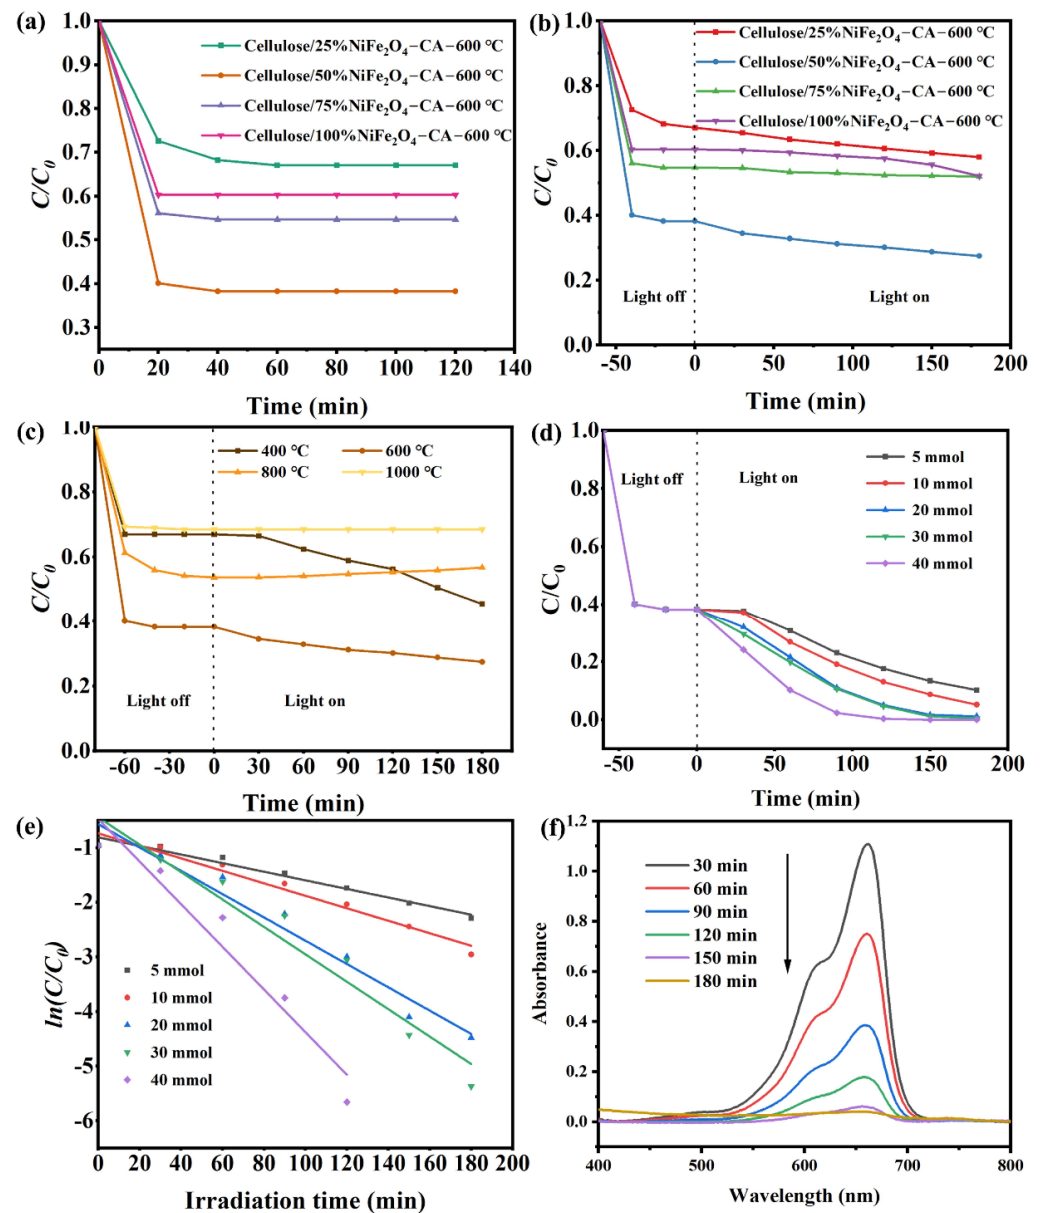 (a)
1.0
0.9
0.8
0.7
0.6
0.5
0.4
0.3
C/C₀
Cellulose/25%NiFe₂O₄−CA−600 ℃
Cellulose/50%NiFe₂O₄−CA−600 ℃
Cellulose/75%NiFe₂O₄−CA−600 ℃
Cellulose/100%NiFe₂O₄−CA−600 ℃
0 20 40 60 80 100 120 140
Time (min)
(b)
1.0
0.8
0.6
0.4
0.2
0.0
C/C₀
Cellulose/25%NiFe₂O₄−CA−600 ℃
Cellulose/50%NiFe₂O₄−CA−600 ℃
Cellulose/75%NiFe₂O₄−CA−600 ℃
Cellulose/100%NiFe₂O₄−CA−600 ℃
Light off Light on
-50 0 50 100 150 200
Time (min)
(c)
1.0
0.8
0.6
0.4
0.2
0.0
C/C₀
400 ℃ 600 ℃
800 ℃ 1000 ℃
Light off Light on
-60 -30 0 30 60 90 120 150 180
Time (min)
(d)
1.0
0.8
0.6
0.4
0.2
0.0
C/C₀
Light off Light on
5 mmol
10 mmol
20 mmol
30 mmol
40 mmol
-50 0 50 100 150 200
Time (min)
(e)
-1
-2
-3
-4
-5
-6
ln(C/C₀)
5 mmol
10 mmol
20 mmol
30 mmol
40 mmol
0 20 40 60 80 100 120 140 160 180 200
Irradiation time (min)
(f)
1.2
1.0
0.8
0.6
0.4
0.2
0.0
Absorbance
30 min
60 min
90 min
120 min
150 min
180 min
400 500 600 700 800
Wavelength (nm)